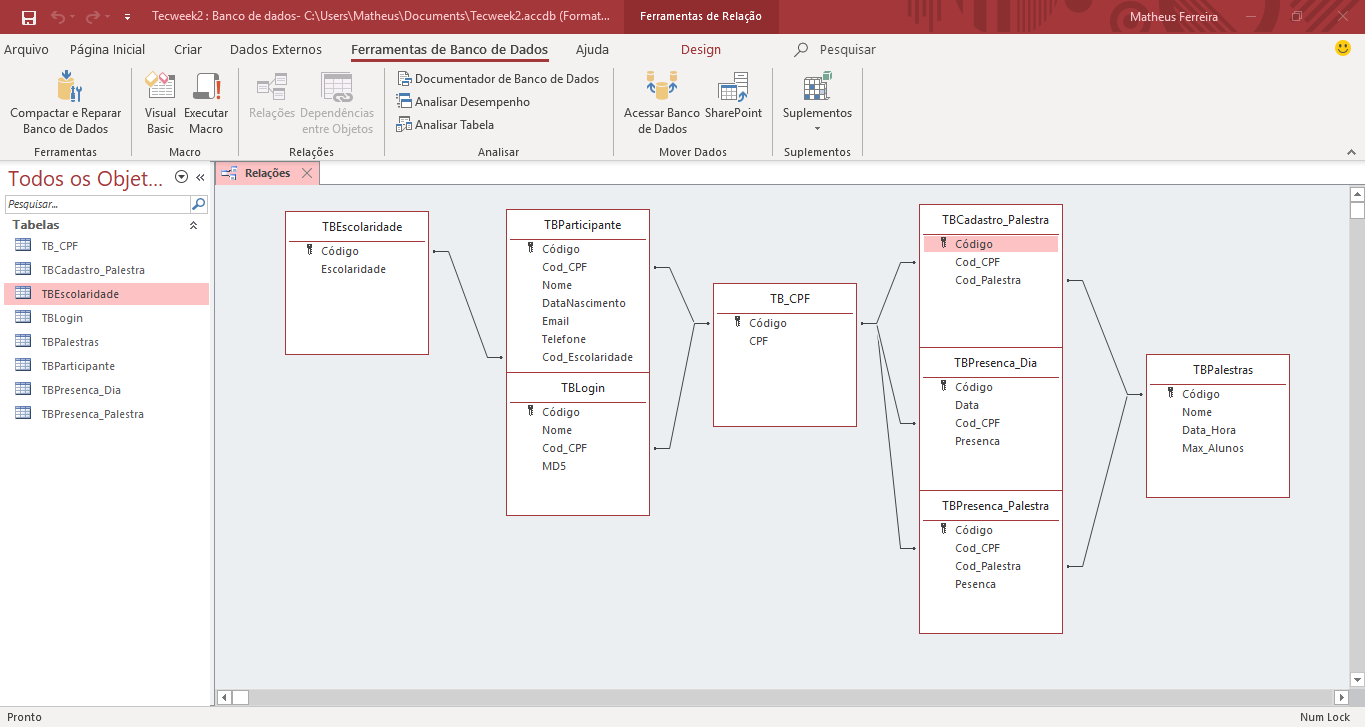 Tecweek2 : Banco de dados- C:\Users\Matheus\Documents\Tecweek2.accdb (Format...
Ferramentas de Relação
Matheus Ferreira
Arquivo
Página Inicial
Criar
Dados Externos
Ferramentas de Banco de Dados
Ajuda
Design
Pesquisar
Compactar e Reparar
Banco de Dados
Ferramentas
Visual
Basic
Executar
Macro
Macro
Relações
Dependências
entre Objetos
Relações
Documentador de Banco de Dados
Analisar Desempenho
Analisar Tabela
Analisar
Acessar Banco
de Dados
SharePoint
Mover Dados
Suplementos
Suplementos
Todos os Objet...
Pesquisar...
Tabelas
TB_CPF
TBCadastro_Palestra
TBEscolaridade
TBLogin
TBPalestras
TBParticipante
TBPresenca_Dia
TBPresenca_Palestra
Relações
TBEscolaridade
Código
Escolaridade
TBParticipante
Código
Cod_CPF
Nome
DataNascimento
Email
Telefone
Cod_Escolaridade
TBLogin
Código
Nome
Cod_CPF
MD5
TB_CPF
Código
CPF
TBCadastro_Palestra
Código
Cod_CPF
Cod_Palestra
TBPresenca_Dia
Código
Data
Cod_CPF
Presenca
TBPresenca_Palestra
Código
Cod_CPF
Cod_Palestra
Pesenca
TBPalestras
Código
Nome
Data_Hora
Max_Alunos
Pronto
Num Lock